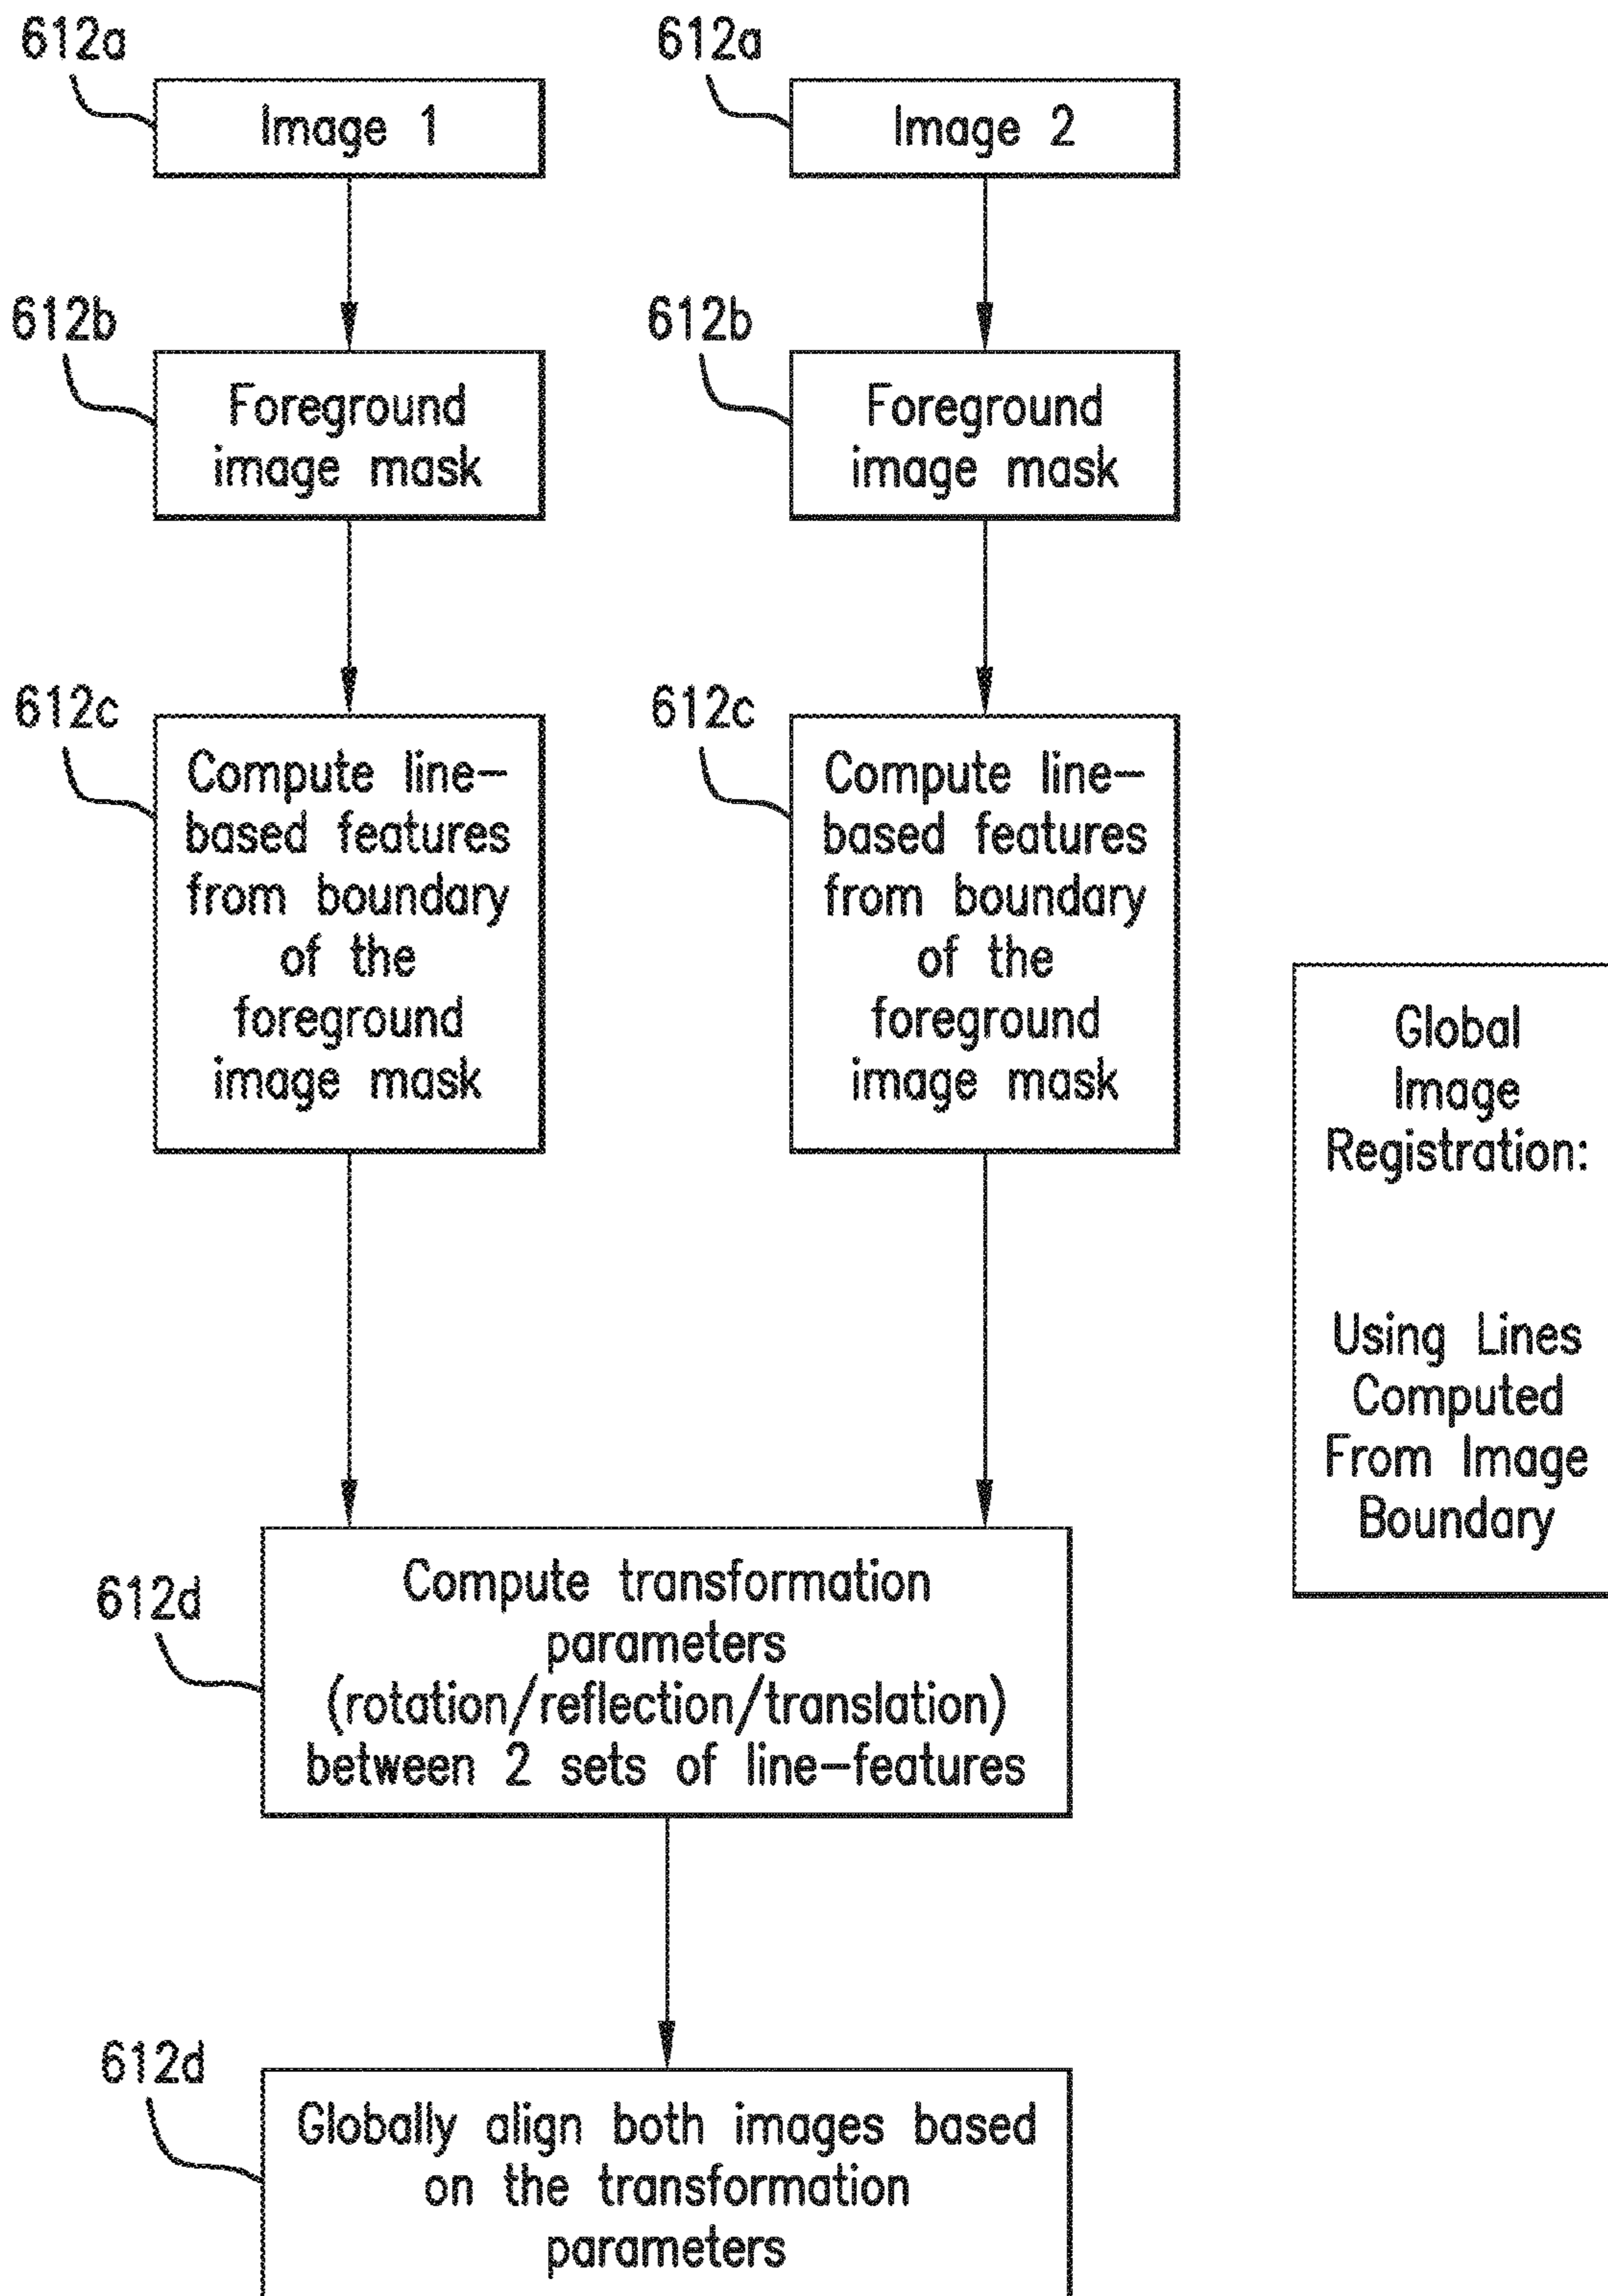 612a
Image 1
612a
Image 2
612b
Foreground
image mask
612b
Foreground
image mask
612c
Compute line-
based features
from boundary
of the
foreground
image mask
612c
Compute line-
based features
from boundary
of the
foreground
image mask
Global
Image
Registration:
Using Lines
Computed
From Image
Boundary
612d
Compute transformation
parameters
(rotation/reflection/translation)
between 2 sets of line-features
612d
Globally align both images based
on the transformation
parameters